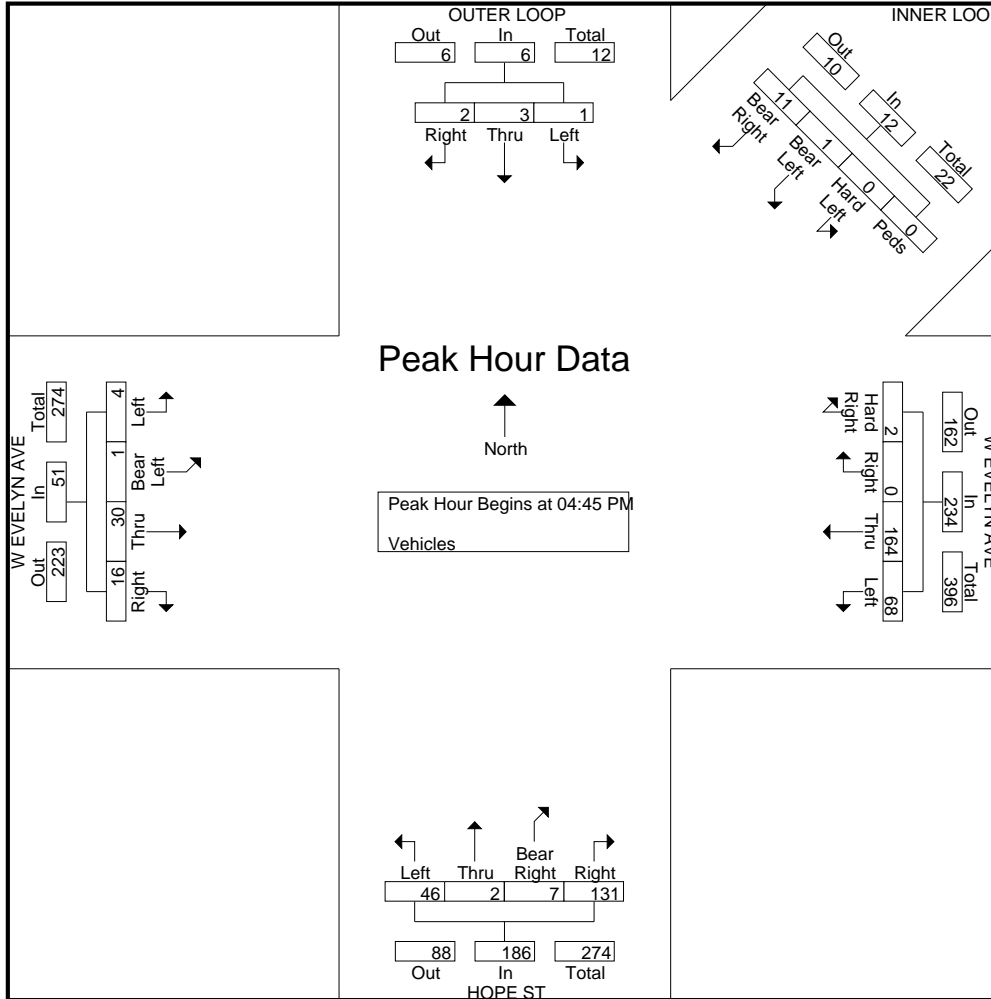 OUTER LOOP
Out In Total
6 6 12
2 3 1
Right Thru Left
INNER LOO
Out In Total
10 12 22
11 1 0 0
Bear Right
Bear Left
Hard Left
Peds
Peak Hour Data
North
Peak Hour Begins at 04:45 PM
Vehicles
W EVELYN AVE
Total In Out
274 51 223
4 1 30 16
Left
Bear Left
Thru
Right
W EVELYN AVE
Out In Total
162 234 396
2 0 164 68
Hard Right
Right
Thru
Left
Bear
Left Thru Right Right
46 2 7 131
88 186 274
Out In Total
HOPE ST